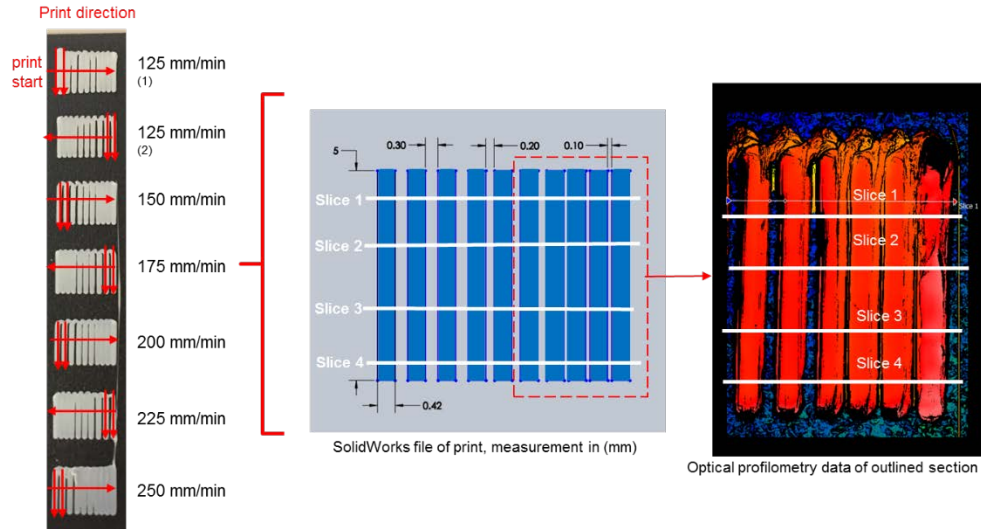 Print direction
print
start
125 mm/min
(1)
125 mm/min
(2)
150 mm/min
175 mm/min
200 mm/min
225 mm/min
250 mm/min
0.30
0.20
0.10
5
Slice 1
Slice 2
Slice 3
Slice 4
0.42
SolidWorks file of print, measurement in (mm)
Slice 1
Slice 1
Slice 2
Slice 3
Slice 4
Optical profilometry data of outlined section